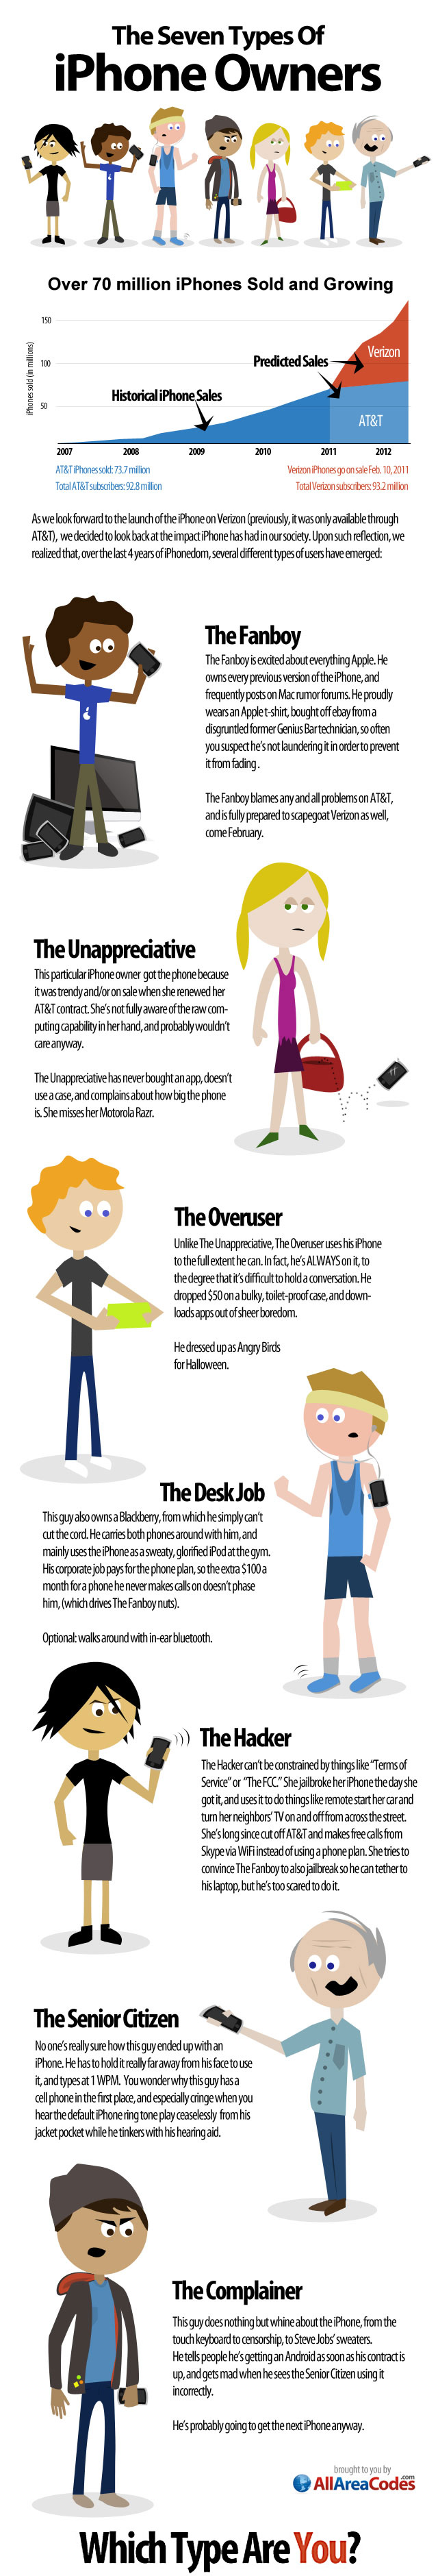 The Seven Types Of
iPhone Owners
Over 70 million iPhones Sold and Growing
iPhones sold (in millions)
150
100
50
Verizon
Predicted Sales
Historical iPhone Sales
AT&T
2007 2008 2009 2010 2011 2012
AT&T iPhones sold: 73.7 million
Total AT&T subscribers: 92.8 million
Verizon iPhones go on sale Feb. 10, 2011
Total Verizon subscribers: 93.2 million
As we look forward to the launch of the iPhone on Verizon (previously, it was only available through
AT&T), we decided to look back at the impact iPhone has had in our society. Upon such reflection, we
realized that, over the last 4 years of iPhonedom, several different types of users have emerged:
The Fanboy
The Fanboy is excited about everything Apple. He
owns every previous version of the iPhone, and
frequently posts on Mac rumor forums. He proudly
wears an Apple t-shirt, bought off ebay from a
disgruntled former Genius Bar technician, so often
you suspect he's not laundering it in order to prevent
it from fading .
The Fanboy blames any and all problems on AT&T,
and is fully prepared to scapegoat Verizon as well,
come February.
The Unappreciative
This particular iPhone owner got the phone because
it was trendy and/or on sale when she renewed her
AT&T contract. She's not fully aware of the raw com-
puting capability in her hand, and probably wouldn't
care anyway.
The Unappreciative has never bought an app, doesn't
use a case, and complains about how big the phone
is. She misses her Motorola Razr.
The Overuser
Unlike The Unappreciative, The Overuser uses his iPhone
to the full extent he can. In fact, he's ALWAYS on it, to
the degree that it's difficult to hold a conversation. He
dropped $50 on a bulky, toilet-proof case, and down-
loads apps out of sheer boredom.
He dressed up as Angry Birds
for Halloween.
The Desk Job
This guy also owns a Blackberry, from which he simply can't
cut the cord. He carries both phones around with him, and
mainly uses the iPhone as a sweaty, glorified iPod at the gym.
His corporate job pays for the phone plan, so the extra $100 a
month for a phone he never makes calls on doesn't phase
him, (which drives The Fanboy nuts).
Optional: walks around with in-ear bluetooth.
The Hacker
The Hacker can't be constrained by things like "Terms of
Service" or "The FCC." She jailbroke her iPhone the day she
got it, and uses it to do things like remote start her car and
turn her neighbors' TV on and off from across the street.
She's long since cut off AT&T and makes free calls from
Skype via WiFi instead of using a phone plan. She tries to
convince The Fanboy to also jailbreak so he can tether to
his laptop, but he's too scared to do it.
The Senior Citizen
No one's really sure how this guy ended up with an
iPhone. He has to hold it really far away from his face to use
it, and types at 1 WPM. You wonder why this guy has a
cell phone in the first place, and especially cringe when you
hear the default iPhone ring tone play ceaselessly from his
jacket pocket while he tinkers with his hearing aid.
The Complainer
This guy does nothing but whine about the iPhone, from the
touch keyboard to censorship, to Steve Jobs' sweaters.
He tells people he's getting an Android as soon as his contract is
up, and gets mad when he sees the Senior Citizen using it
incorrectly.
He's probably going to get the next iPhone anyway.
brought to you by
AllAreaCodes.com
Which Type Are You?